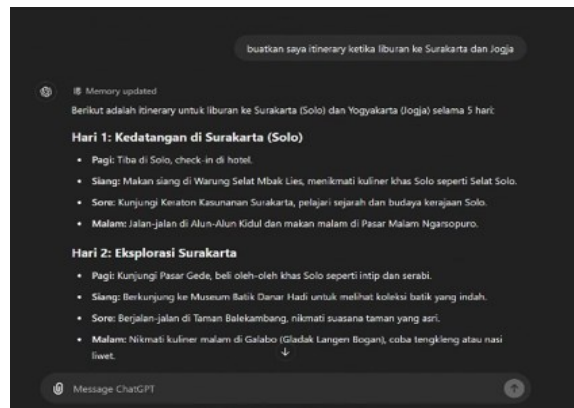 buatkan saya itinerary ketika liburan ke Surakarta dan Jogja
Memory updated
Berikut adalah itinerary untuk liburan ke Surakarta (Solo) dan Yogyakarta (Jogja) selama 5 hari:
Hari 1: Kedatangan di Surakarta (Solo)
• Pagi: Tiba di Solo, check-in di hotel.
• Siang: Makan siang di Warung Selat Mbak Lies, menikmati kuliner khas Solo seperti Selat Solo.
• Sore: Kunjungi Keraton Kasunanan Surakarta, pelajari sejarah dan budaya kerajaan Solo.
• Malam: Jalan-jalan di Alun-Alun Kidul dan makan malam di Pasar Malam Ngarsopuro.
Hari 2: Eksplorasi Surakarta
• Pagi: Kunjungi Pasar Gede, beli oleh-oleh khas Solo seperti intip dan serabi.
• Siang: Berkunjung ke Museum Batik Danar Hadi untuk melihat koleksi batik yang indah.
• Sore: Berjalan-jalan di Taman Balekambang, nikmati suasana taman yang asri.
• Malam: Nikmati kuliner malam di Galabo (Gladak Langen Bogan), coba tengkleng atau nasi
liwet.
Message ChatGPT